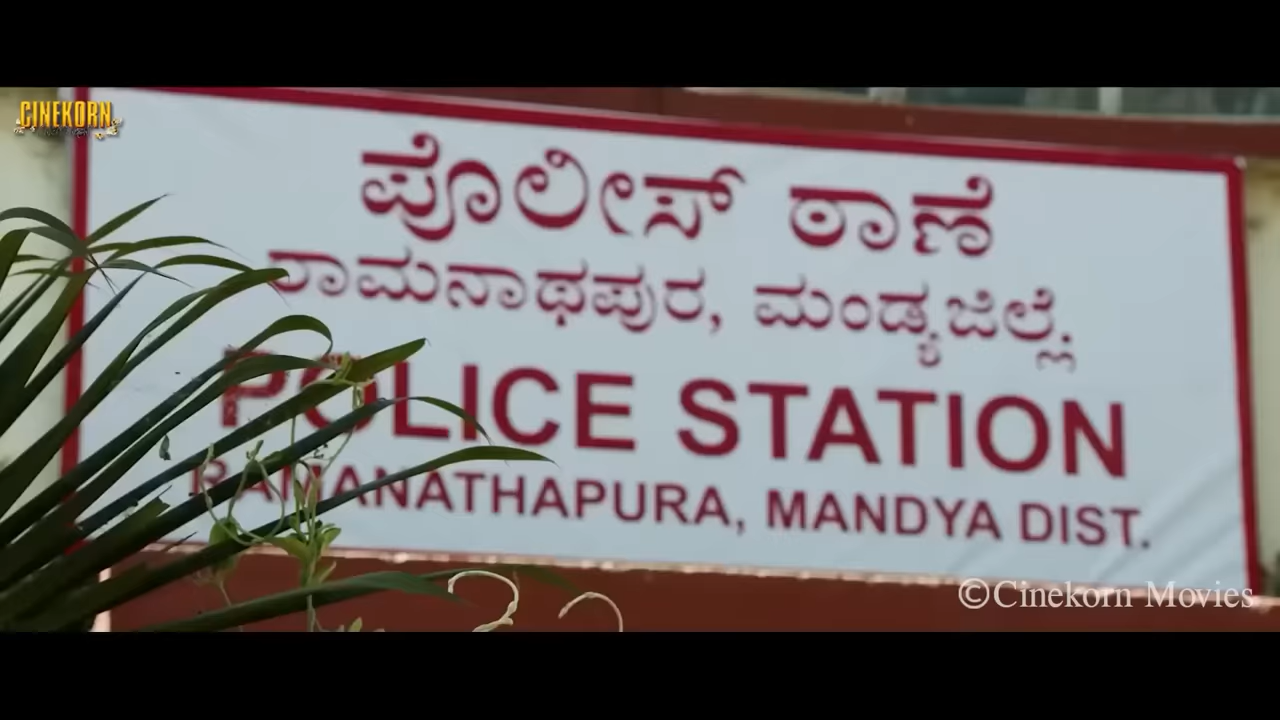 CINEKORN
ಪೊಲೀಸ್ ಠಾಣೆ
ರಾಮನಾಥಪುರ, ಮಂಡ್ಯಜಿಲ್ಲೆ.
POLICE STATION
RAMANATHAPURA, MANDYA DIST.
©Cinekorn Movies